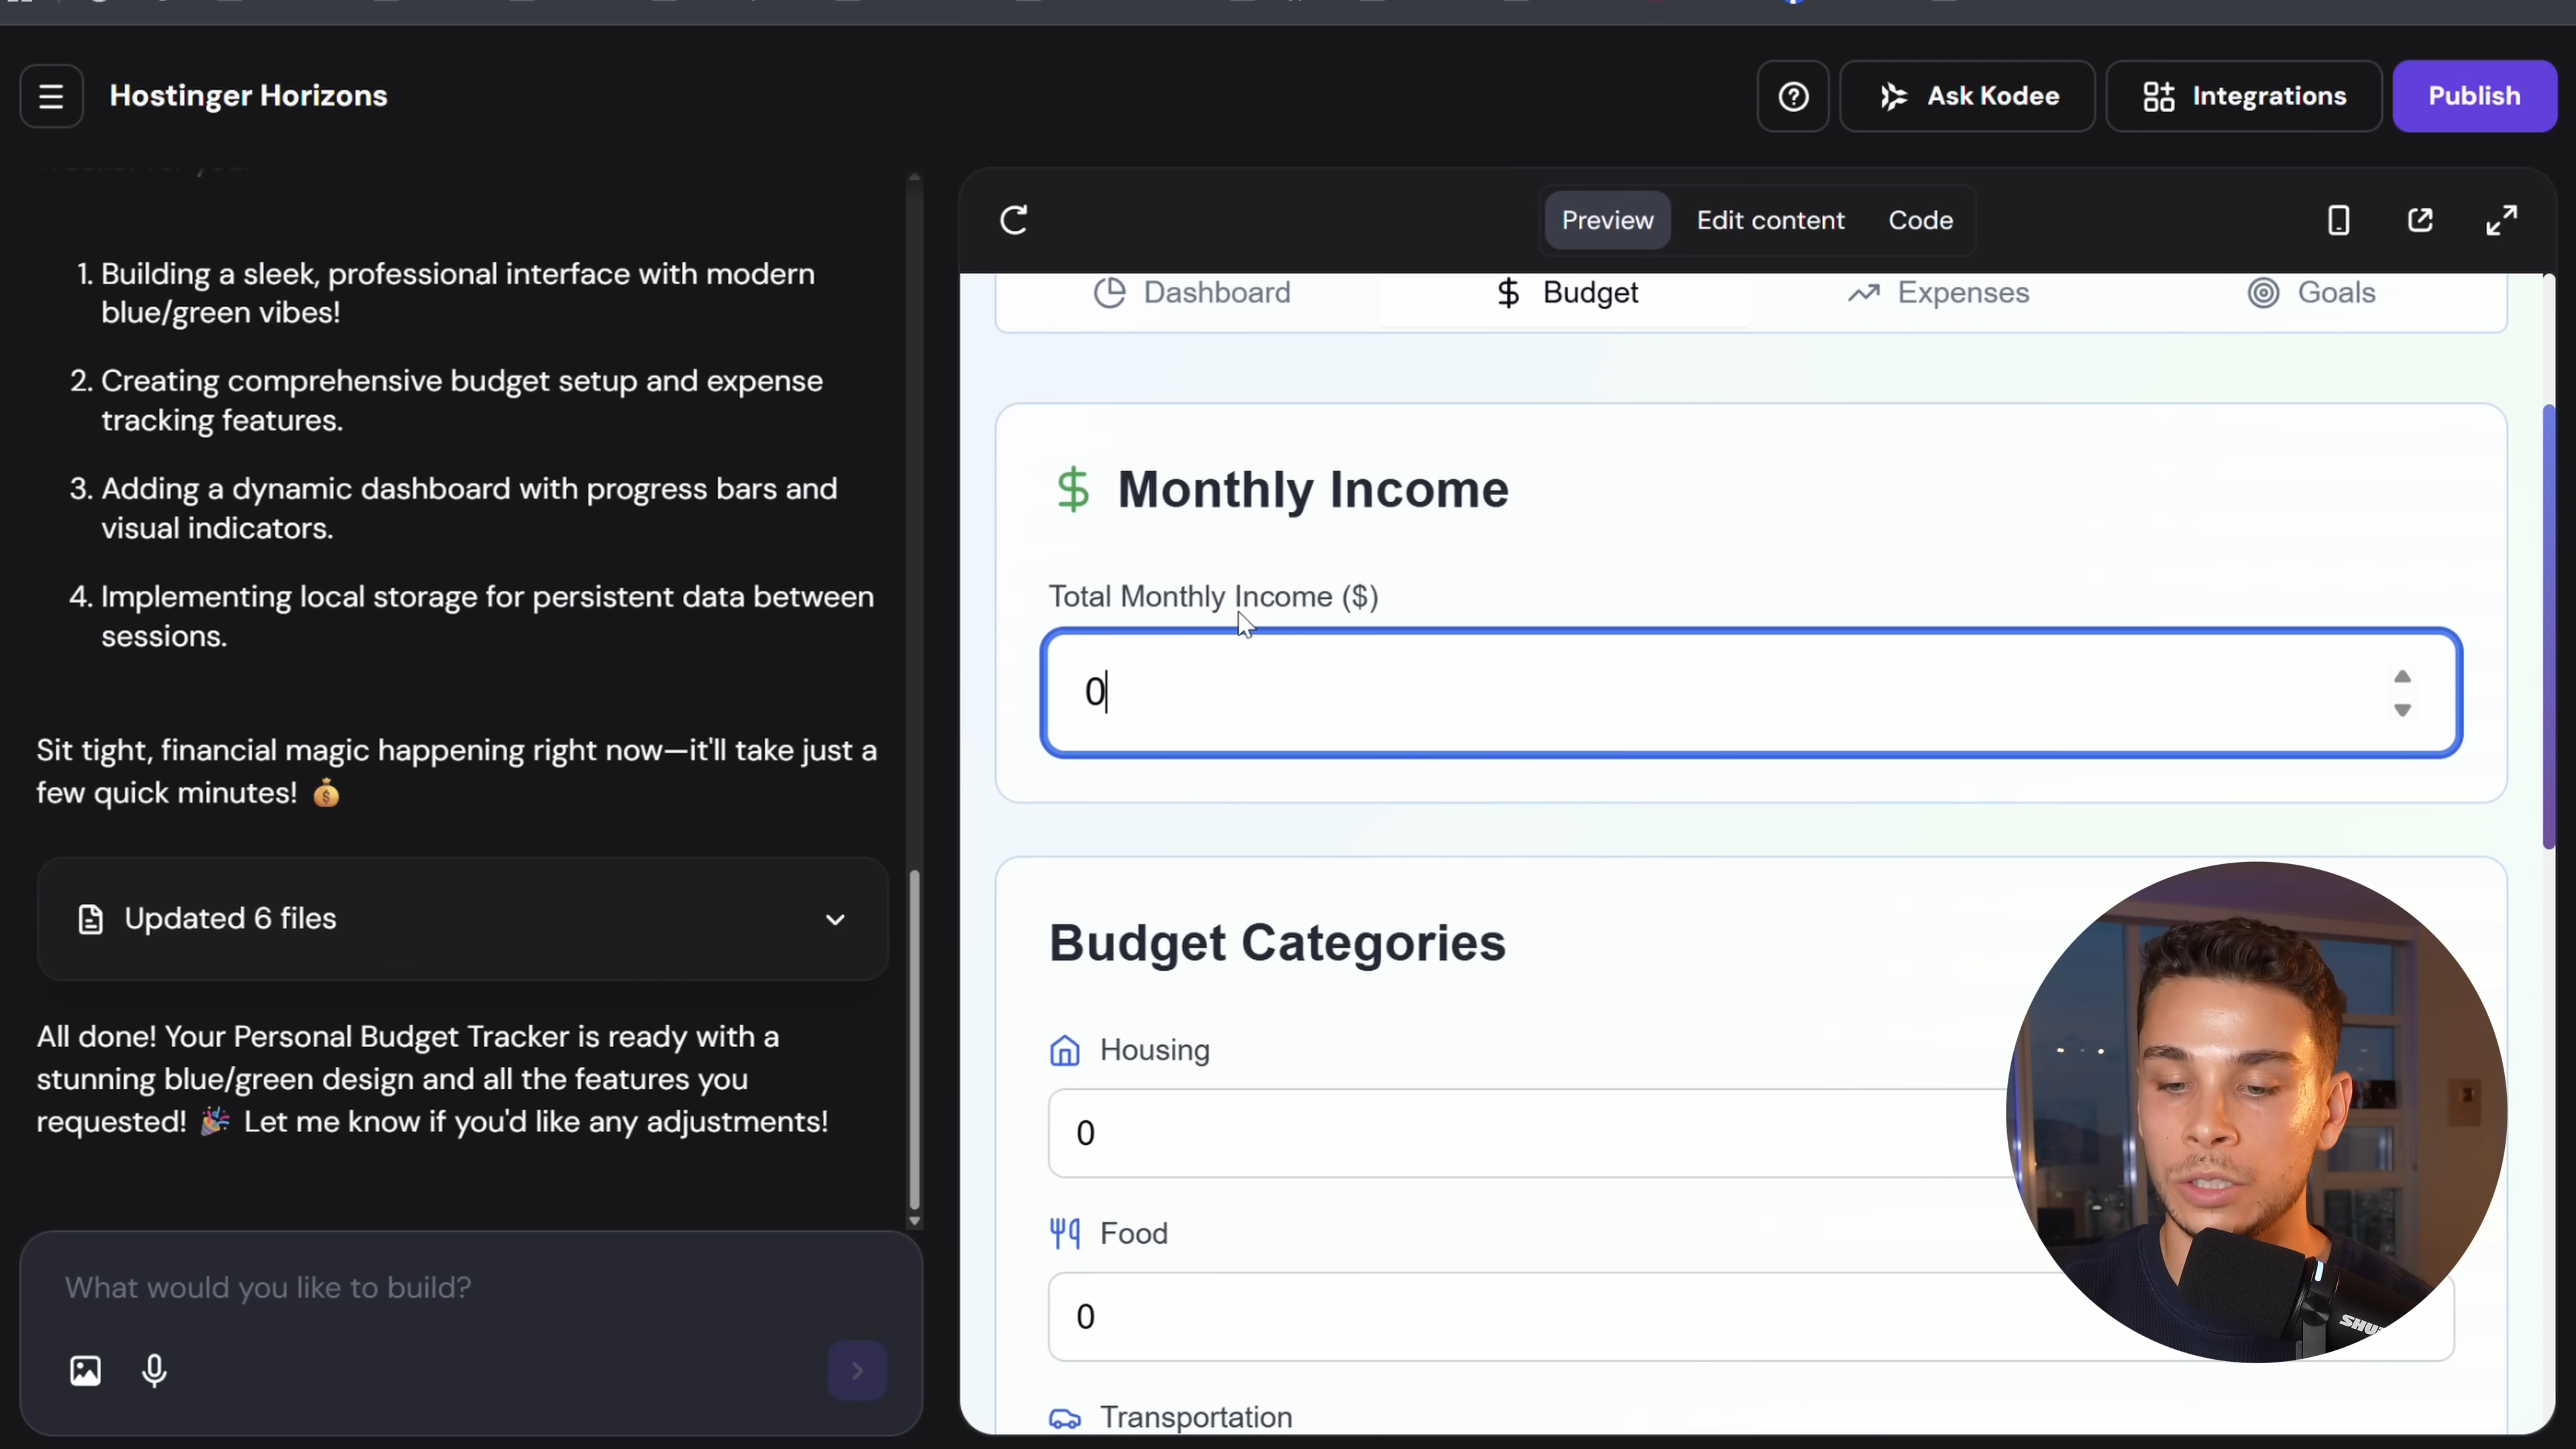 Hostinger Horizons
Ask Kodee
Integrations
Publish
1. Building a sleek, professional interface with modern
blue/green vibes!
2. Creating comprehensive budget setup and expense
tracking features.
3. Adding a dynamic dashboard with progress bars and
visual indicators.
4. Implementing local storage for persistent data between
sessions.
Sit tight, financial magic happening right now—it'll take just a
few quick minutes! 💰
Updated 6 files
All done! Your Personal Budget Tracker is ready with a
stunning blue/green design and all the features you
requested! 🎉 Let me know if you'd like any adjustments!
What would you like to build?
Preview
Edit content
Code
Dashboard
Budget
Expenses
Goals
$ Monthly Income
Total Monthly Income ($)
0
Budget Categories
Housing
0
Food
0
Transportation